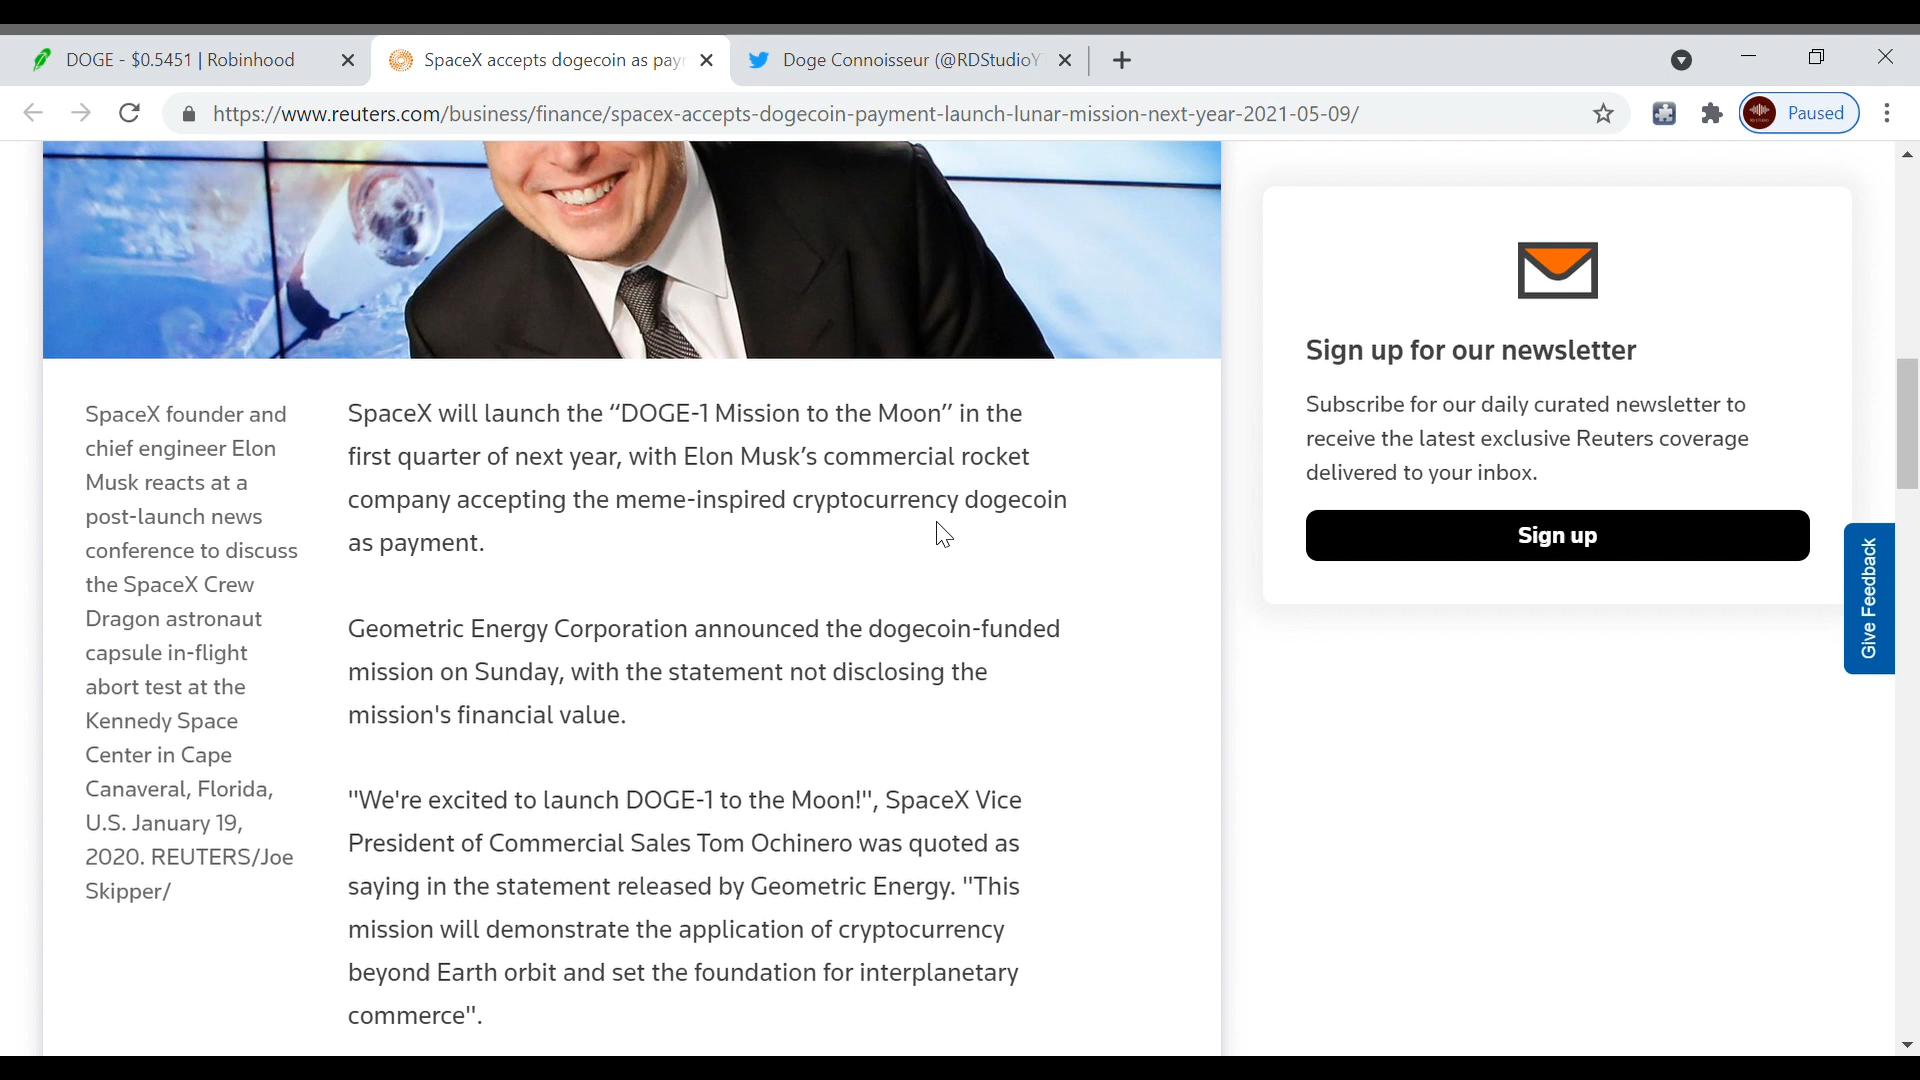 DOGE - $0.5451 | Robinhood
SpaceX accepts dogecoin as pay
Doge Connoisseur (@RDStudioY
https://www.reuters.com/business/finance/spacex-accepts-dogecoin-payment-launch-lunar-mission-next-year-2021-05-09/
Paused
SpaceX founder and
chief engineer Elon
Musk reacts at a
post-launch news
conference to discuss
the SpaceX Crew
Dragon astronaut
capsule in-flight
abort test at the
Kennedy Space
Center in Cape
Canaveral, Florida,
U.S. January 19,
2020. REUTERS/Joe
Skipper/
SpaceX will launch the “DOGE-1 Mission to the Moon” in the
first quarter of next year, with Elon Musk’s commercial rocket
company accepting the meme-inspired cryptocurrency dogecoin
as payment.
Geometric Energy Corporation announced the dogecoin-funded
mission on Sunday, with the statement not disclosing the
mission's financial value.
"We're excited to launch DOGE-1 to the Moon!", SpaceX Vice
President of Commercial Sales Tom Ochinero was quoted as
saying in the statement released by Geometric Energy. "This
mission will demonstrate the application of cryptocurrency
beyond Earth orbit and set the foundation for interplanetary
commerce".
Sign up for our newsletter
Subscribe for our daily curated newsletter to
receive the latest exclusive Reuters coverage
delivered to your inbox.
Sign up
Give Feedback